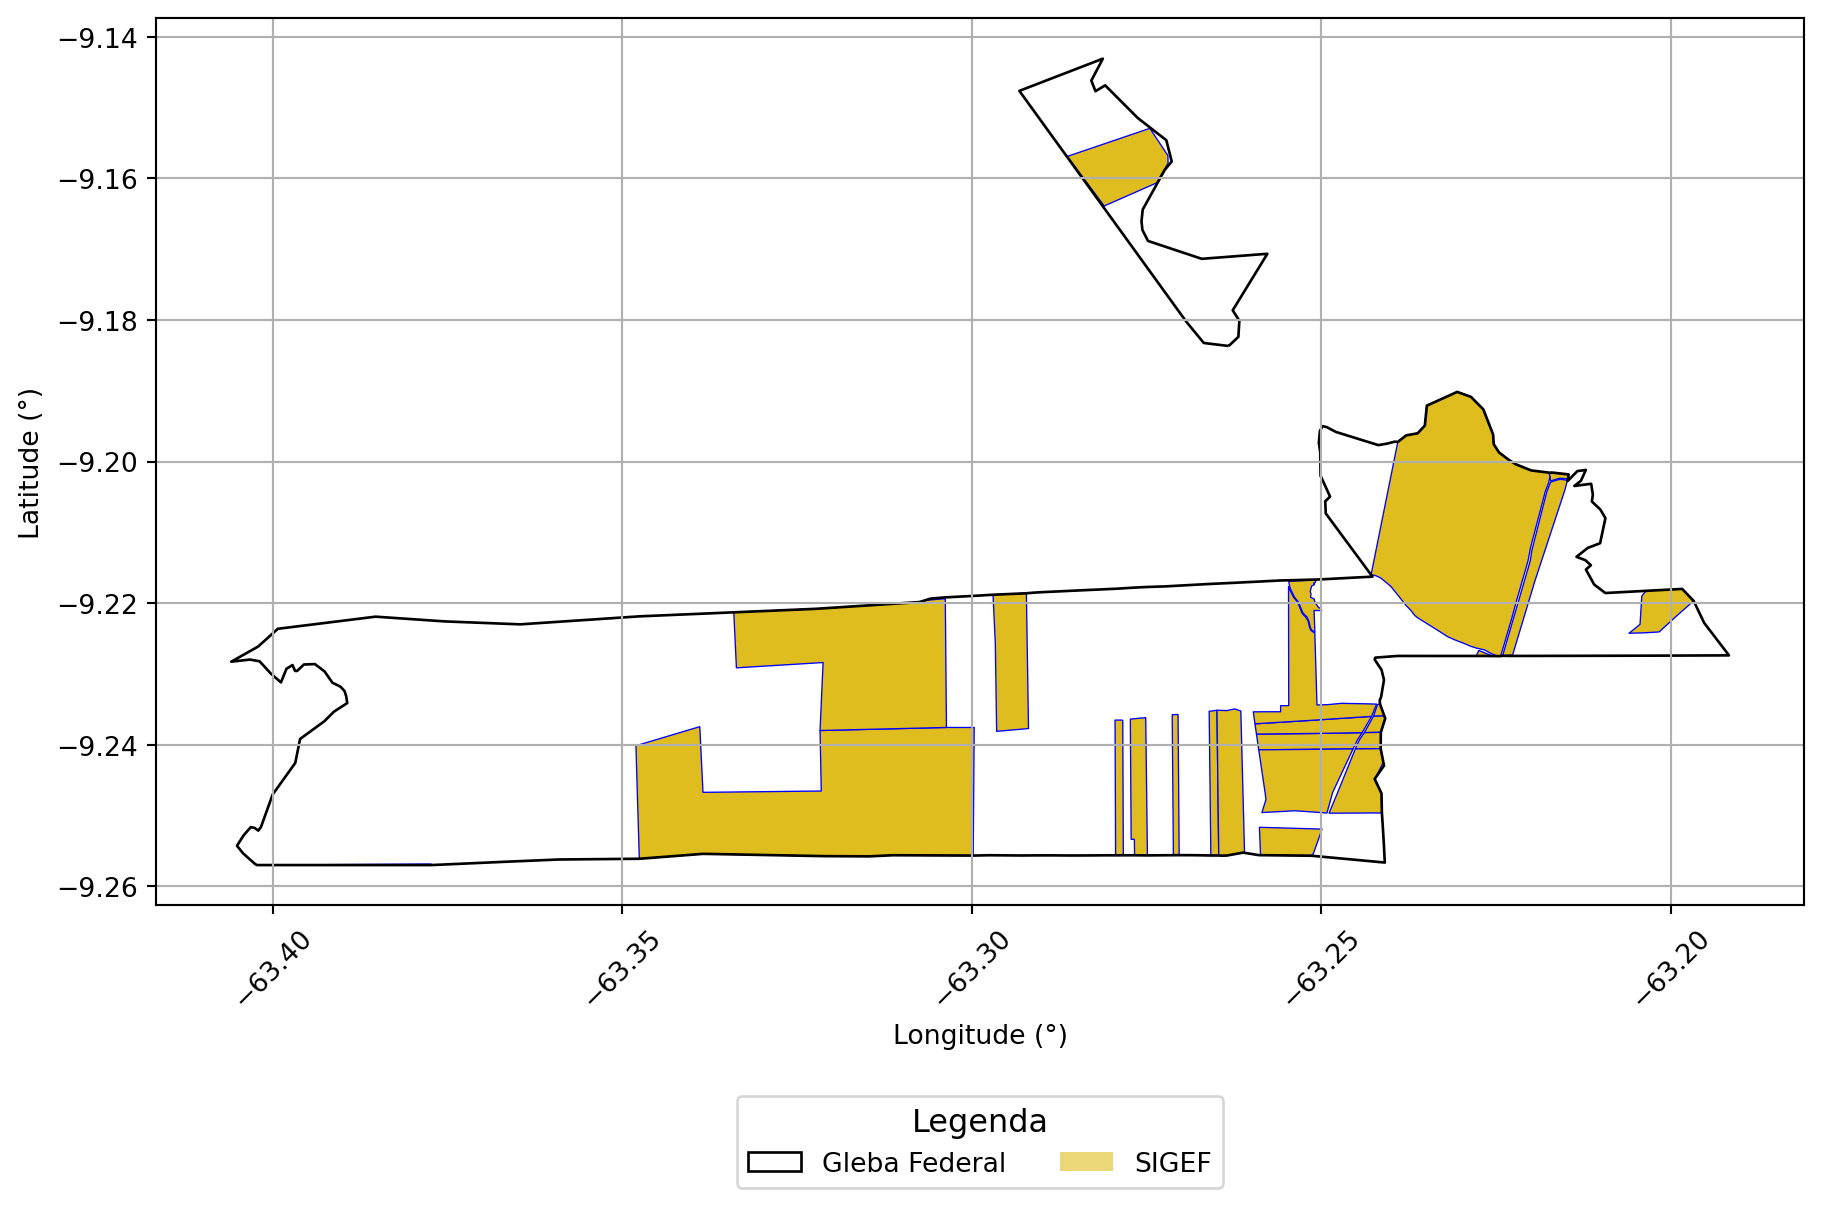 −9.14
−9.16
−9.18
−9.20
−9.22
−9.24
−9.26
Latitude (°)
−63.40
−63.35
−63.30
−63.25
−63.20
Longitude (°)
Legenda
Gleba Federal
SIGEF